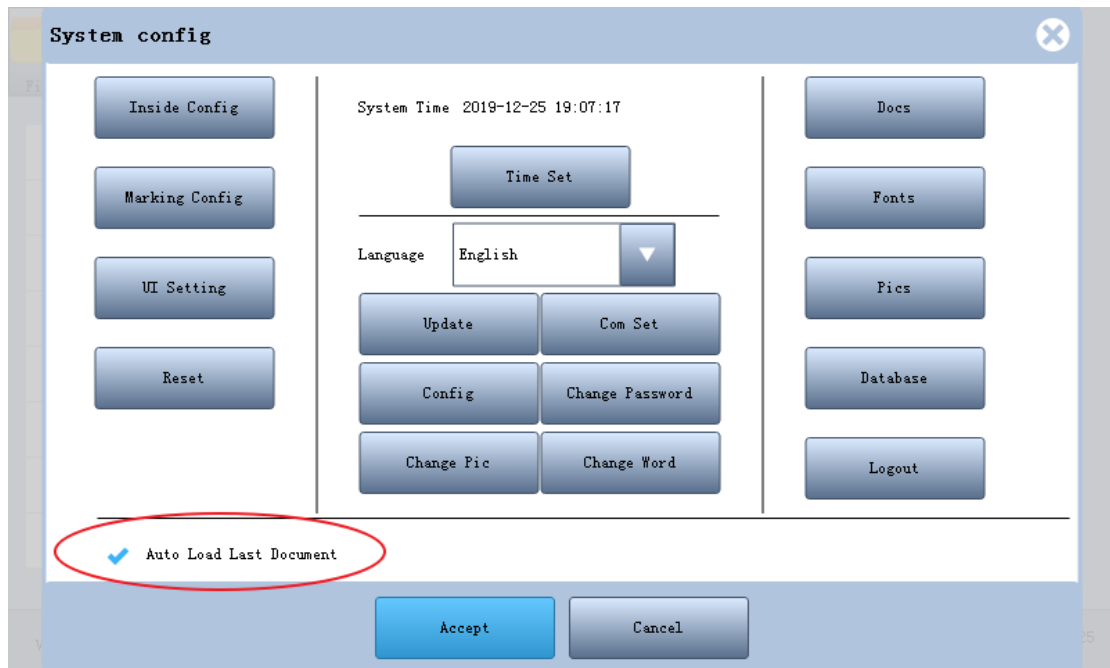 System config
Inside Config
Marking Config
UI Setting
Reset
System Time 2019-12-25 19:07:17
Time Set
Language English
Update Com Set
Config Change Password
Change Pic Change Word
Docs
Fonts
Pics
Database
Logout
Auto Load Last Document
Accept Cancel